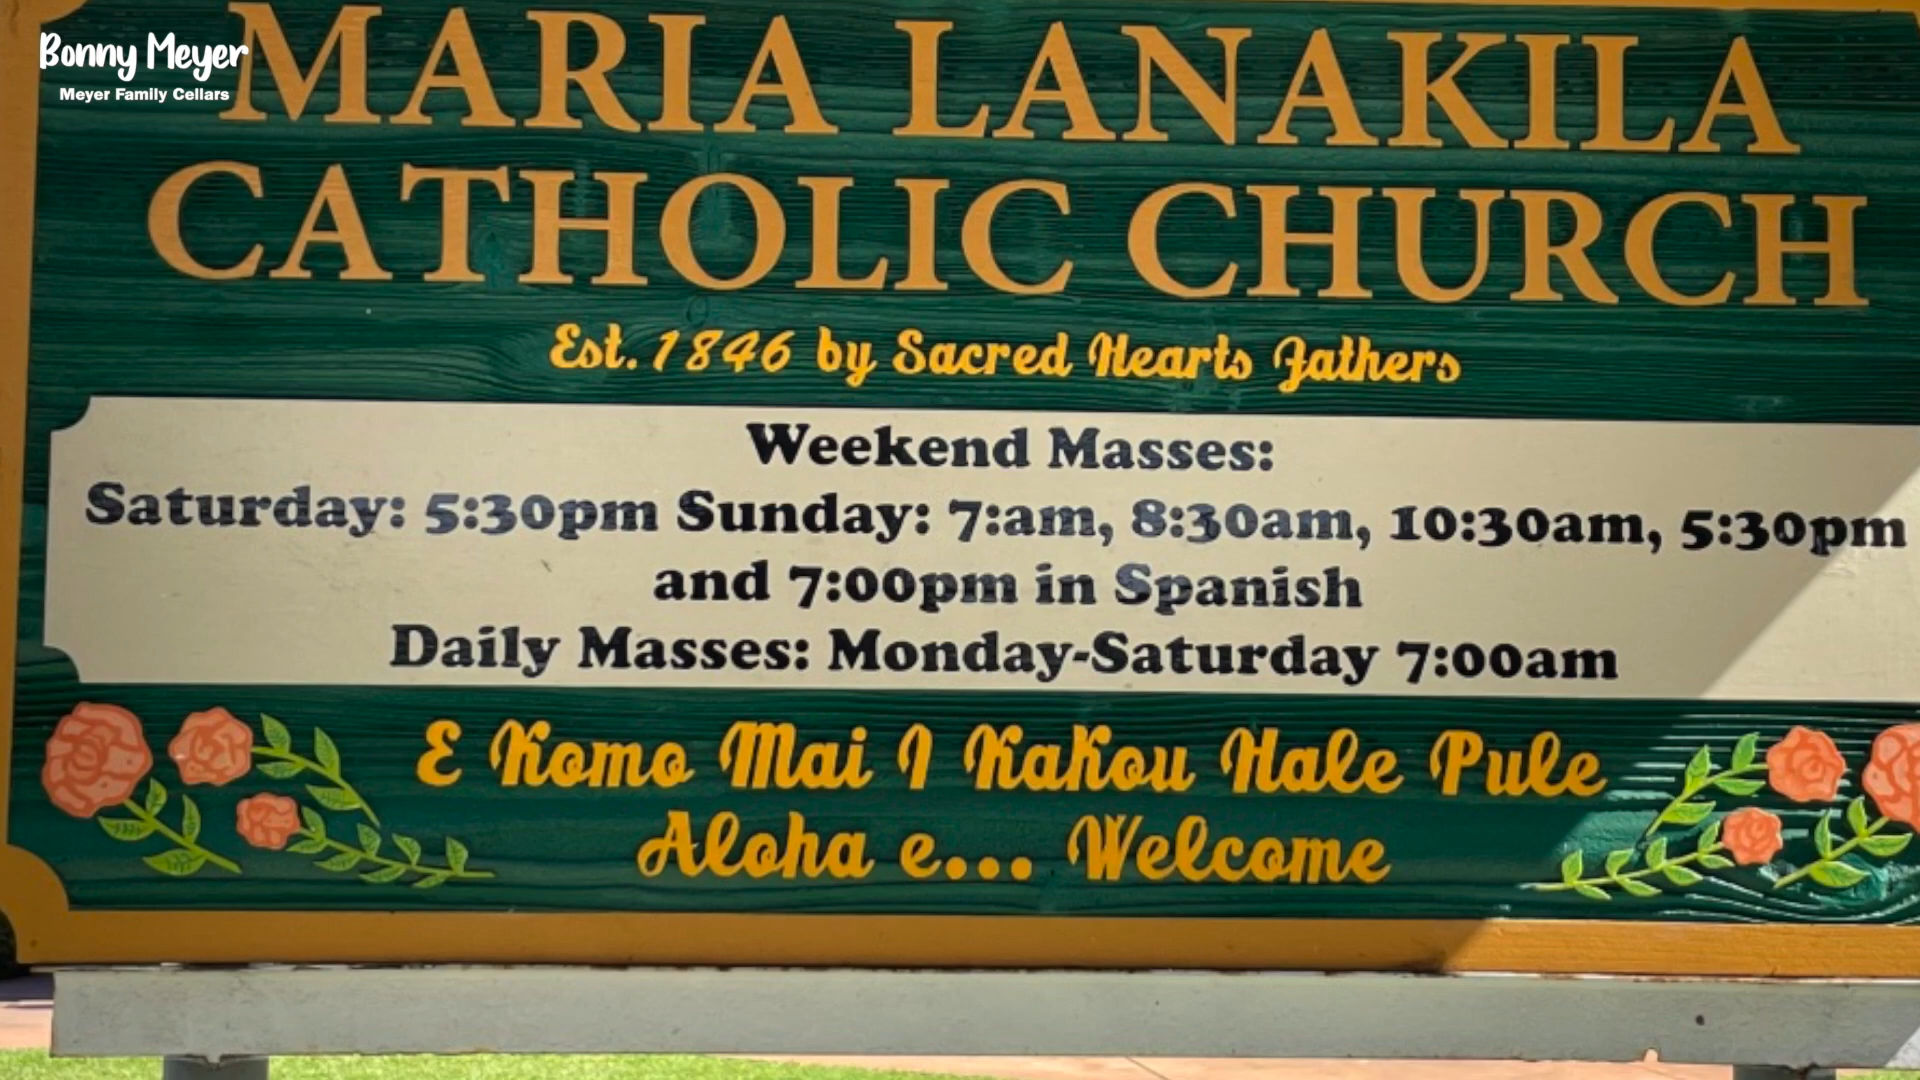 Bonny Meyer
Meyer Family Cellars
MARIA LANAKILA
CATHOLIC CHURCH
Est. 1846 by Sacred Hearts Fathers
Weekend Masses:
Saturday: 5:30pm Sunday: 7:am, 8:30am, 10:30am, 5:30pm
and 7:00pm in Spanish
Daily Masses: Monday-Saturday 7:00am
E Komo Mai I KaKou Hale Pule
Aloha e... Welcome